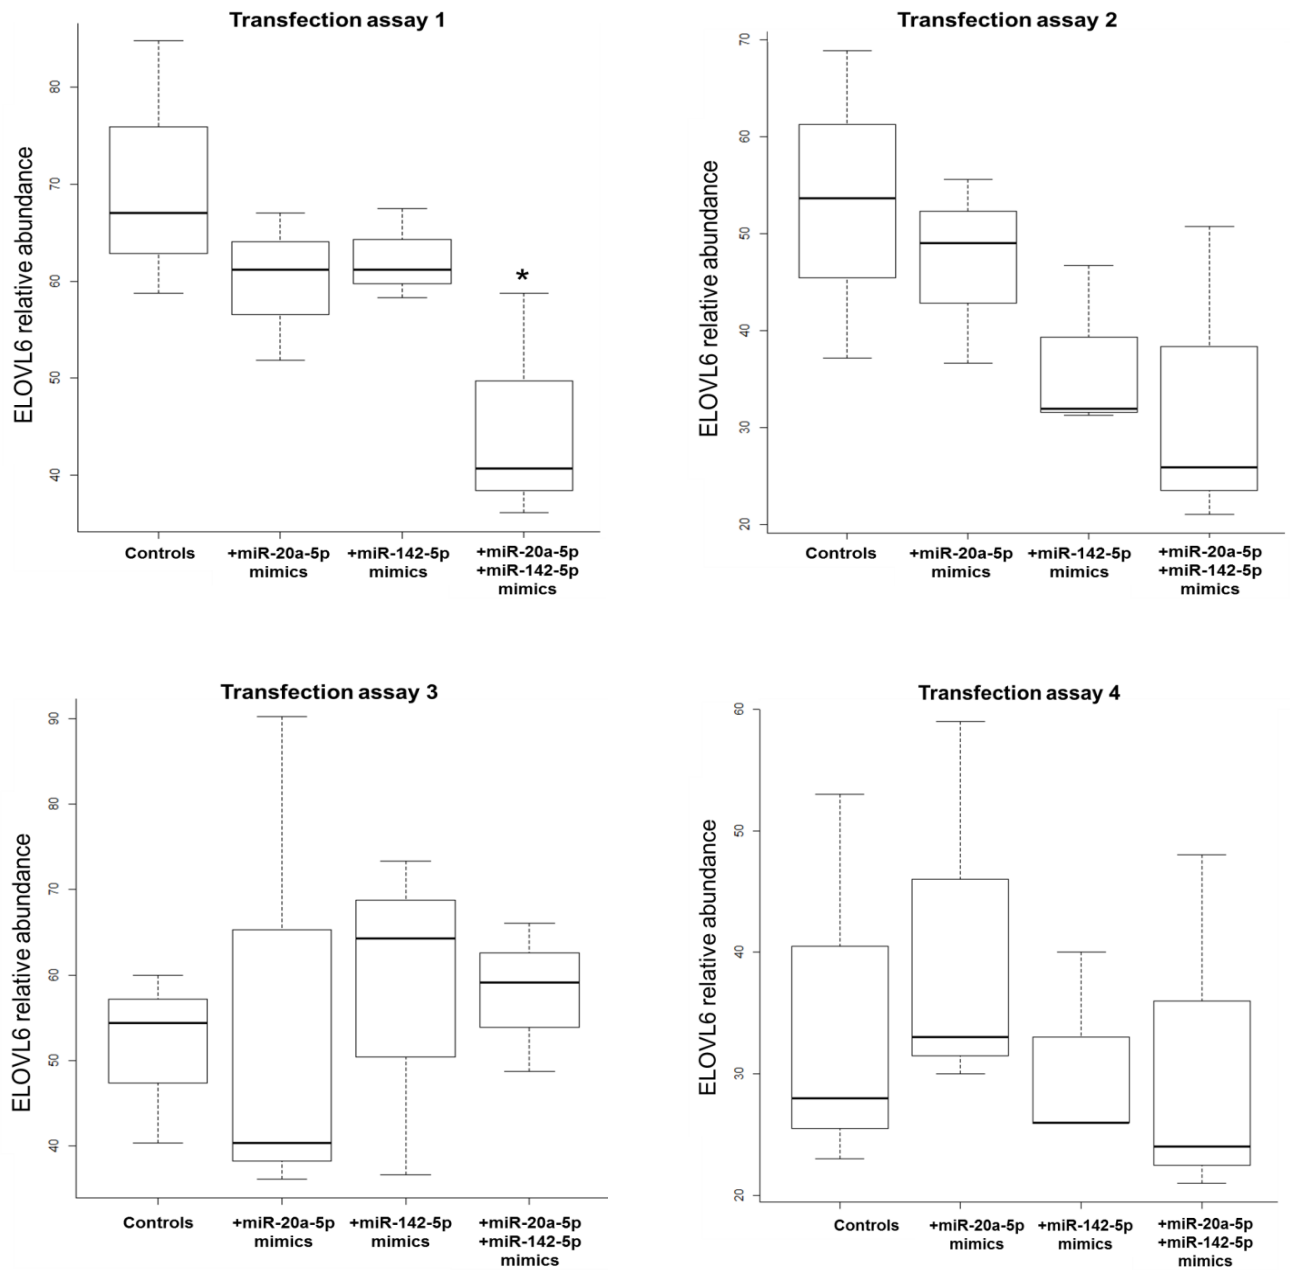 Transfection assay 1
ELOVL6 relative abundance
80
70
60
50
40
*
Controls
+miR-20a-5p
mimics
+miR-142-5p
mimics
+miR-20a-5p
+miR-142-5p
mimics
Transfection assay 2
ELOVL6 relative abundance
70
60
50
40
30
20
Controls
+miR-20a-5p
mimics
+miR-142-5p
mimics
+miR-20a-5p
+miR-142-5p
mimics
Transfection assay 3
ELOVL6 relative abundance
90
80
70
60
50
40
Controls
+miR-20a-5p
mimics
+miR-142-5p
mimics
+miR-20a-5p
+miR-142-5p
mimics
Transfection assay 4
ELOVL6 relative abundance
60
50
40
30
20
Controls
+miR-20a-5p
mimics
+miR-142-5p
mimics
+miR-20a-5p
+miR-142-5p
mimics